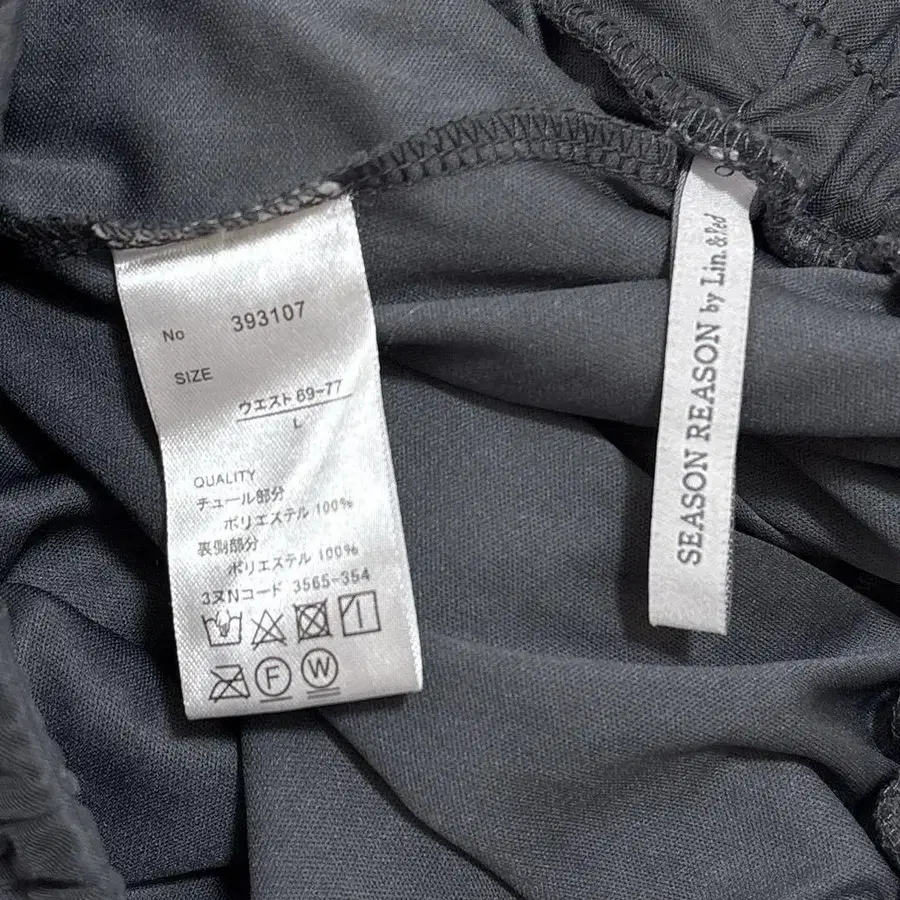 No 393107
SIZE
ウエスト 69-77
L
QUALITY
チュール部分
ポリエステル 100%
裏側部分
ポリエステル 100%
3ヌNコード 3565-354
F W
SEASON REASON by Lin.&Red